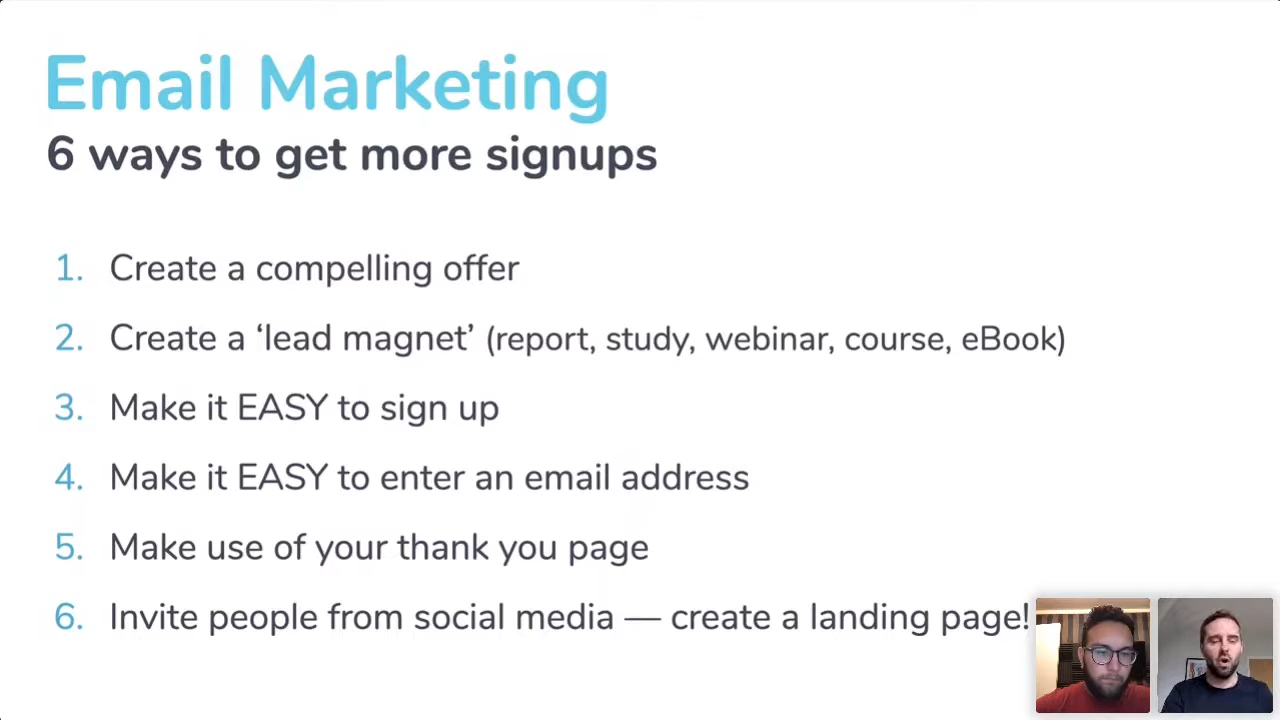 Email Marketing
6 ways to get more signups
1. Create a compelling offer
2. Create a ‘lead magnet’ (report, study, webinar, course, eBook)
3. Make it EASY to sign up
4. Make it EASY to enter an email address
5. Make use of your thank you page
6. Invite people from social media — create a landing page!